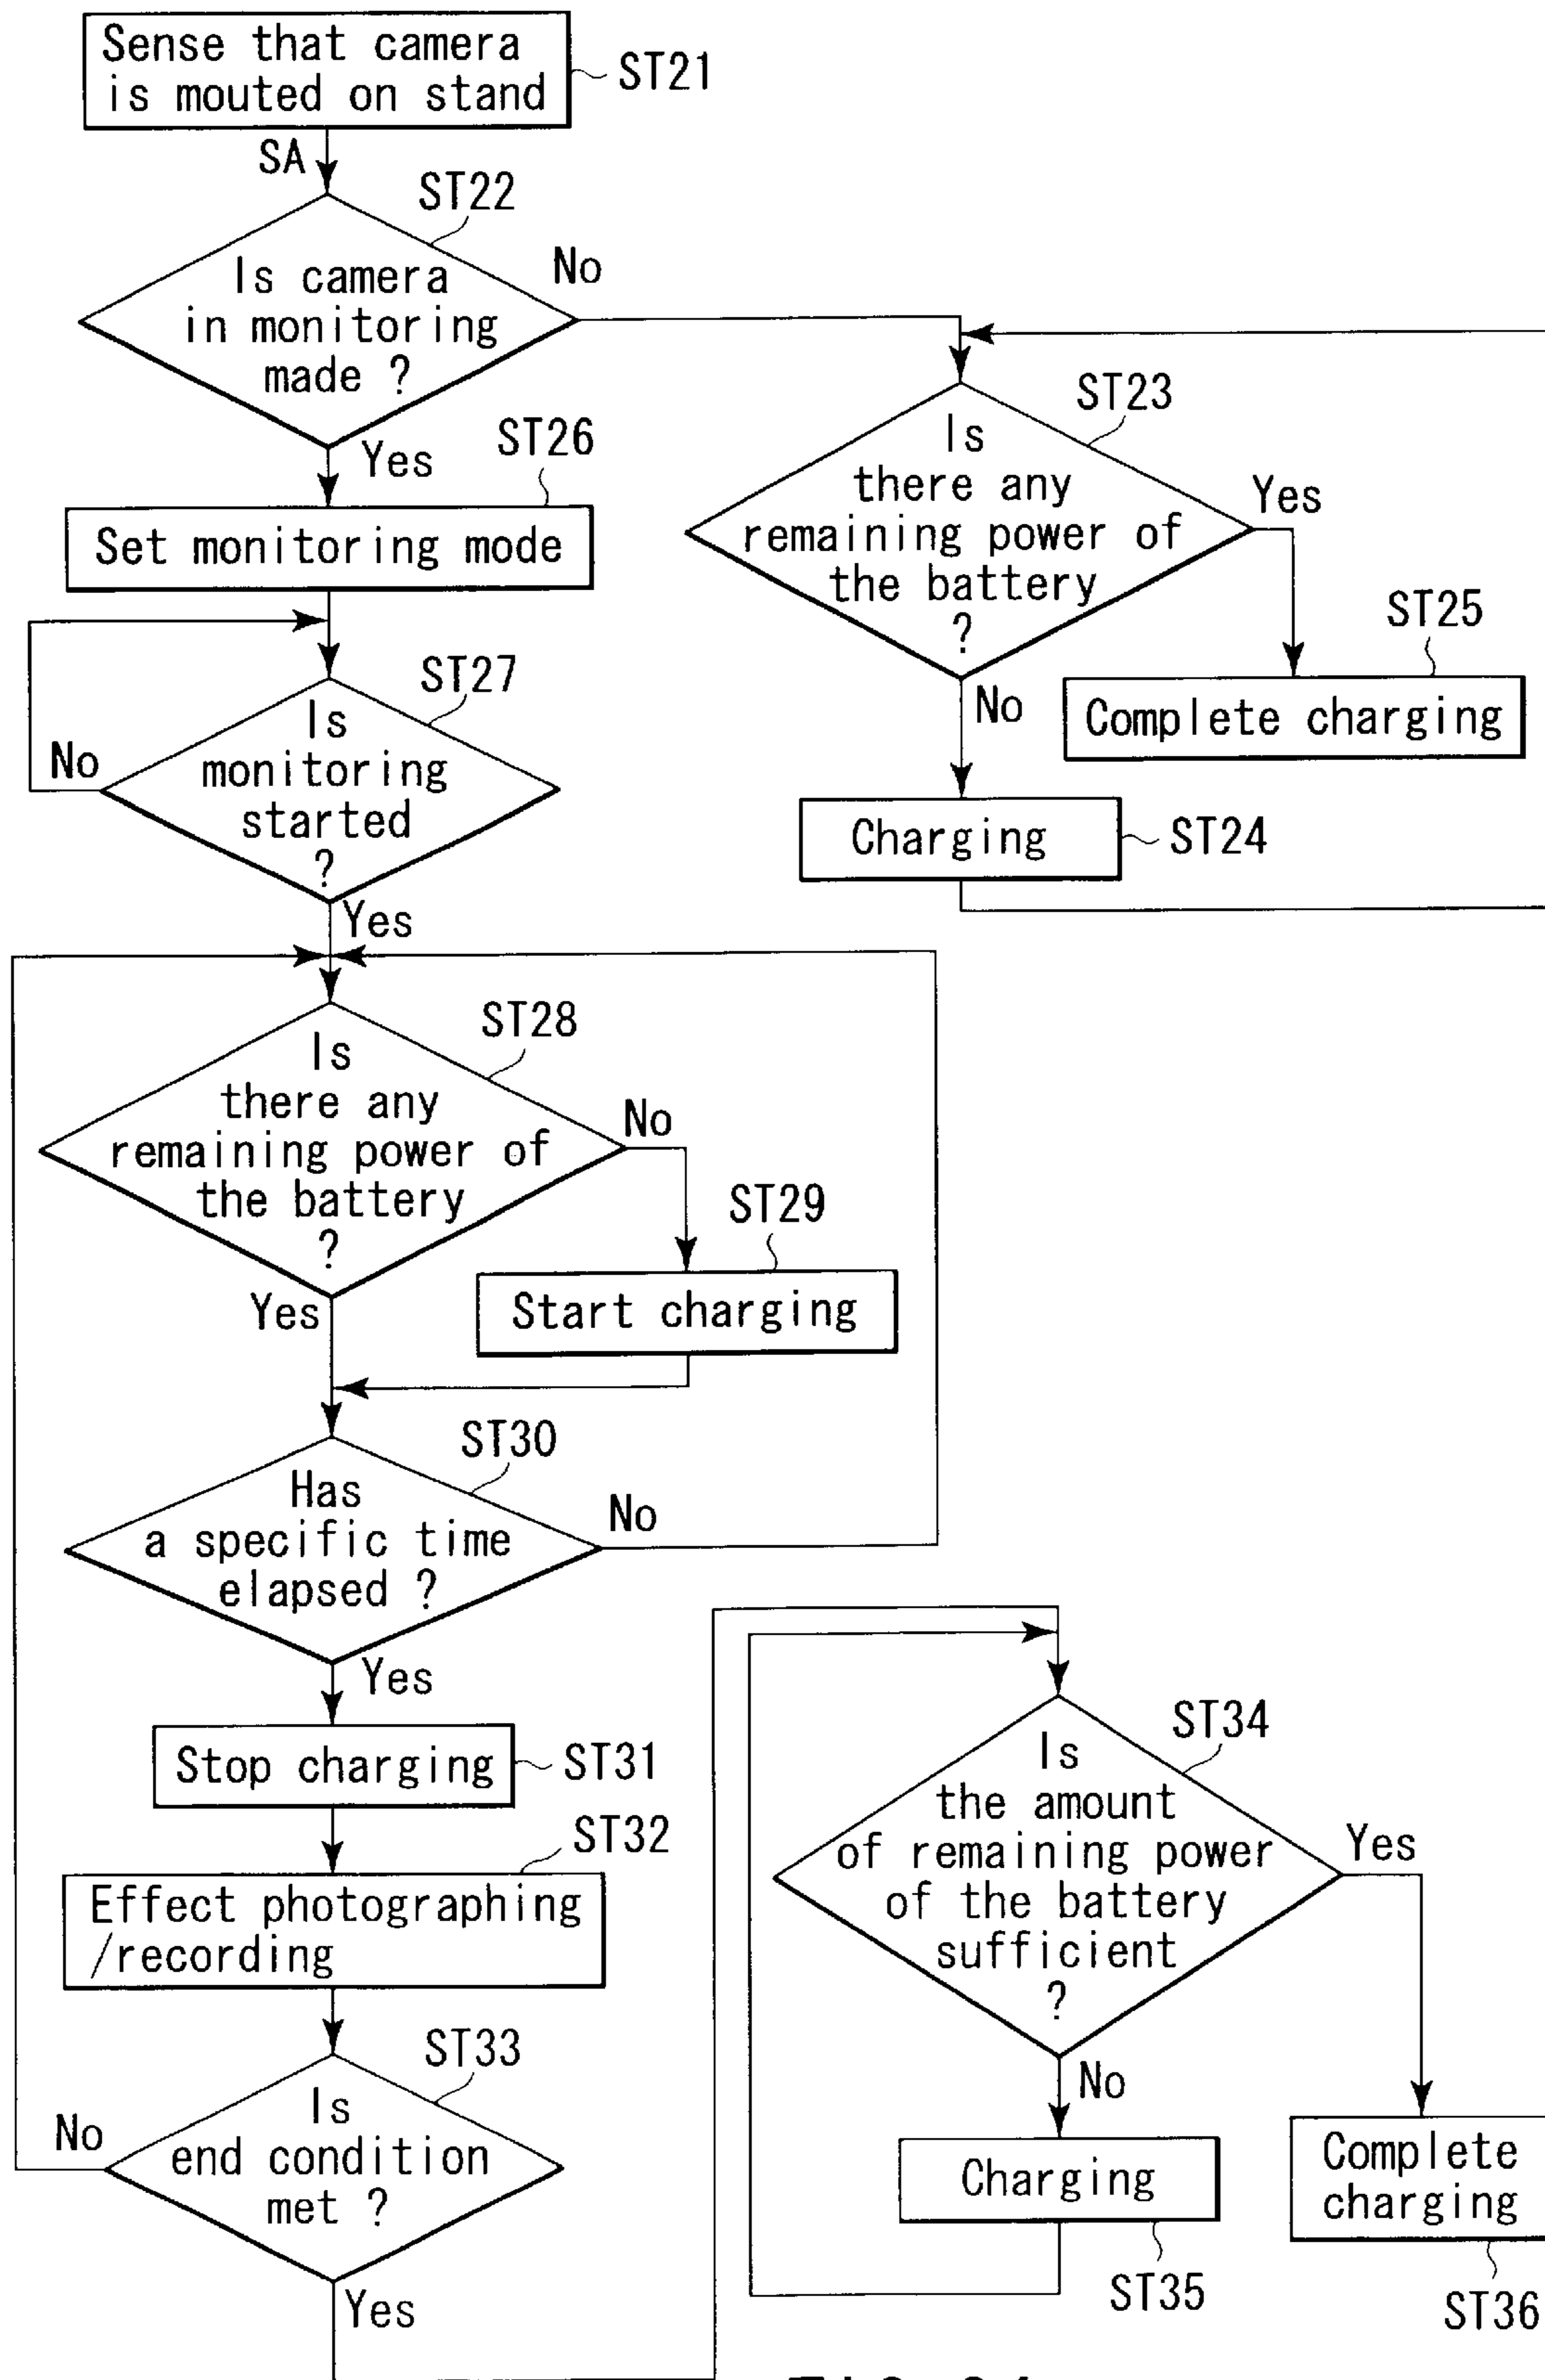 Sense that camera
is mouted on stand
ST21
SA
ST22
Is camera
in monitoring
made ?
No
Yes
ST26
Set monitoring mode
ST27
Is
monitoring
started
?
No
Yes
ST23
Is
there any
remaining power of
the battery
?
Yes
No
ST25
Complete charging
Charging
ST24
ST28
Is
there any
remaining power of
the battery
?
No
Yes
ST29
Start charging
ST30
Has
a specific time
elapsed ?
No
Yes
Stop charging
ST31
ST32
Effect photographing
/recording
ST33
Is
end condition
met ?
No
Yes
ST34
Is
the amount
of remaining power
of the battery
sufficient
?
Yes
No
Charging
ST35
Complete
charging
ST36